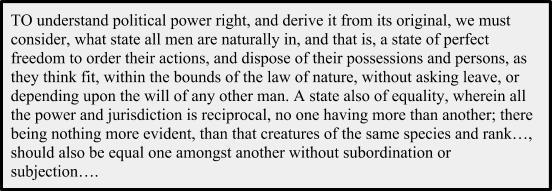 TO understand political power right, and derive it from its original, we must
consider, what state all men are naturally in, and that is, a state of perfect
freedom to order their actions, and dispose of their possessions and persons, as
they think fit, within the bounds of the law of nature, without asking leave, or
depending upon the will of any other man. A state also of equality, wherein all
the power and jurisdiction is reciprocal, no one having more than another; there
being nothing more evident, than that creatures of the same species and rank…,
should also be equal one amongst another without subordination or
subjection….